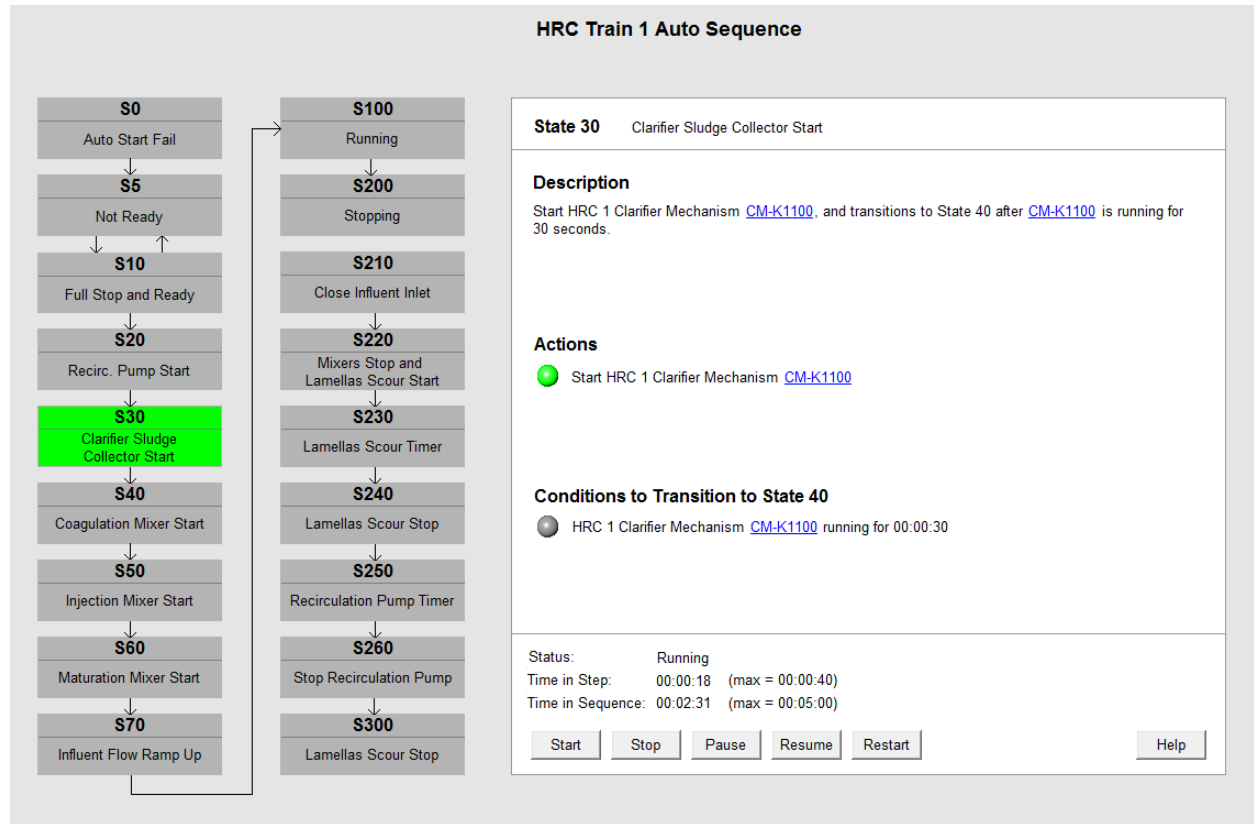 HRC Train 1 Auto Sequence
S0
Auto Start Fail
S5
Not Ready
S10
Full Stop and Ready
S20
Recirc. Pump Start
S30
Clarifier Sludge
Collector Start
S40
Coagulation Mixer Start
S50
Injection Mixer Start
S60
Maturation Mixer Start
S70
Influent Flow Ramp Up
S100
Running
S200
Stopping
S210
Close Influent Inlet
S220
Mixers Stop and
Lamellas Scour Start
S230
Lamellas Scour Timer
S240
Lamellas Scour Stop
S250
Recirculation Pump Timer
S260
Stop Recirculation Pump
S300
Lamellas Scour Stop
State 30 Clarifier Sludge Collector Start
Description
Start HRC 1 Clarifier Mechanism CM-K1100, and transitions to State 40 after CM-K1100 is running for
30 seconds.
Actions
Start HRC 1 Clarifier Mechanism CM-K1100
Conditions to Transition to State 40
HRC 1 Clarifier Mechanism CM-K1100 running for 00:00:30
Status: Running
Time in Step: 00:00:18 (max = 00:00:40)
Time in Sequence: 00:02:31 (max = 00:05:00)
Start Stop Pause Resume Restart Help